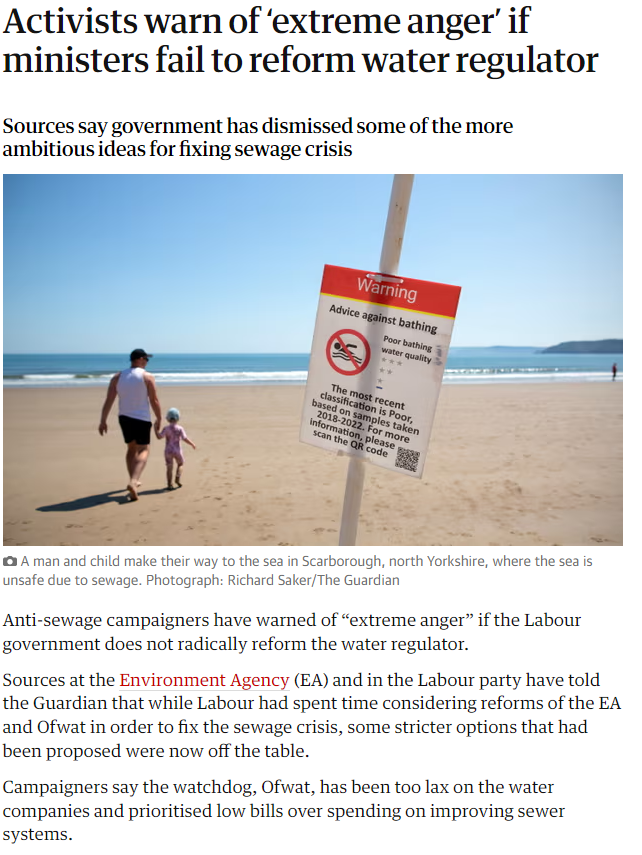 Activists warn of ‘extreme anger’ if
ministers fail to reform water regulator
Sources say government has dismissed some of the more
ambitious ideas for fixing sewage crisis
Warning
Advice against bathing
Poor bathing
water quality
The most recent
classification is Poor,
based on samples taken
2018-2022. For more
information, please
scan the QR code
A man and child make their way to the sea in Scarborough, north Yorkshire, where the sea is
unsafe due to sewage. Photograph: Richard Saker/The Guardian
Anti-sewage campaigners have warned of “extreme anger” if the Labour
government does not radically reform the water regulator.
Sources at the Environment Agency (EA) and in the Labour party have told
the Guardian that while Labour had spent time considering reforms of the EA
and Ofwat in order to fix the sewage crisis, some stricter options that had
been proposed were now off the table.
Campaigners say the watchdog, Ofwat, has been too lax on the water
companies and prioritised low bills over spending on improving sewer
systems.